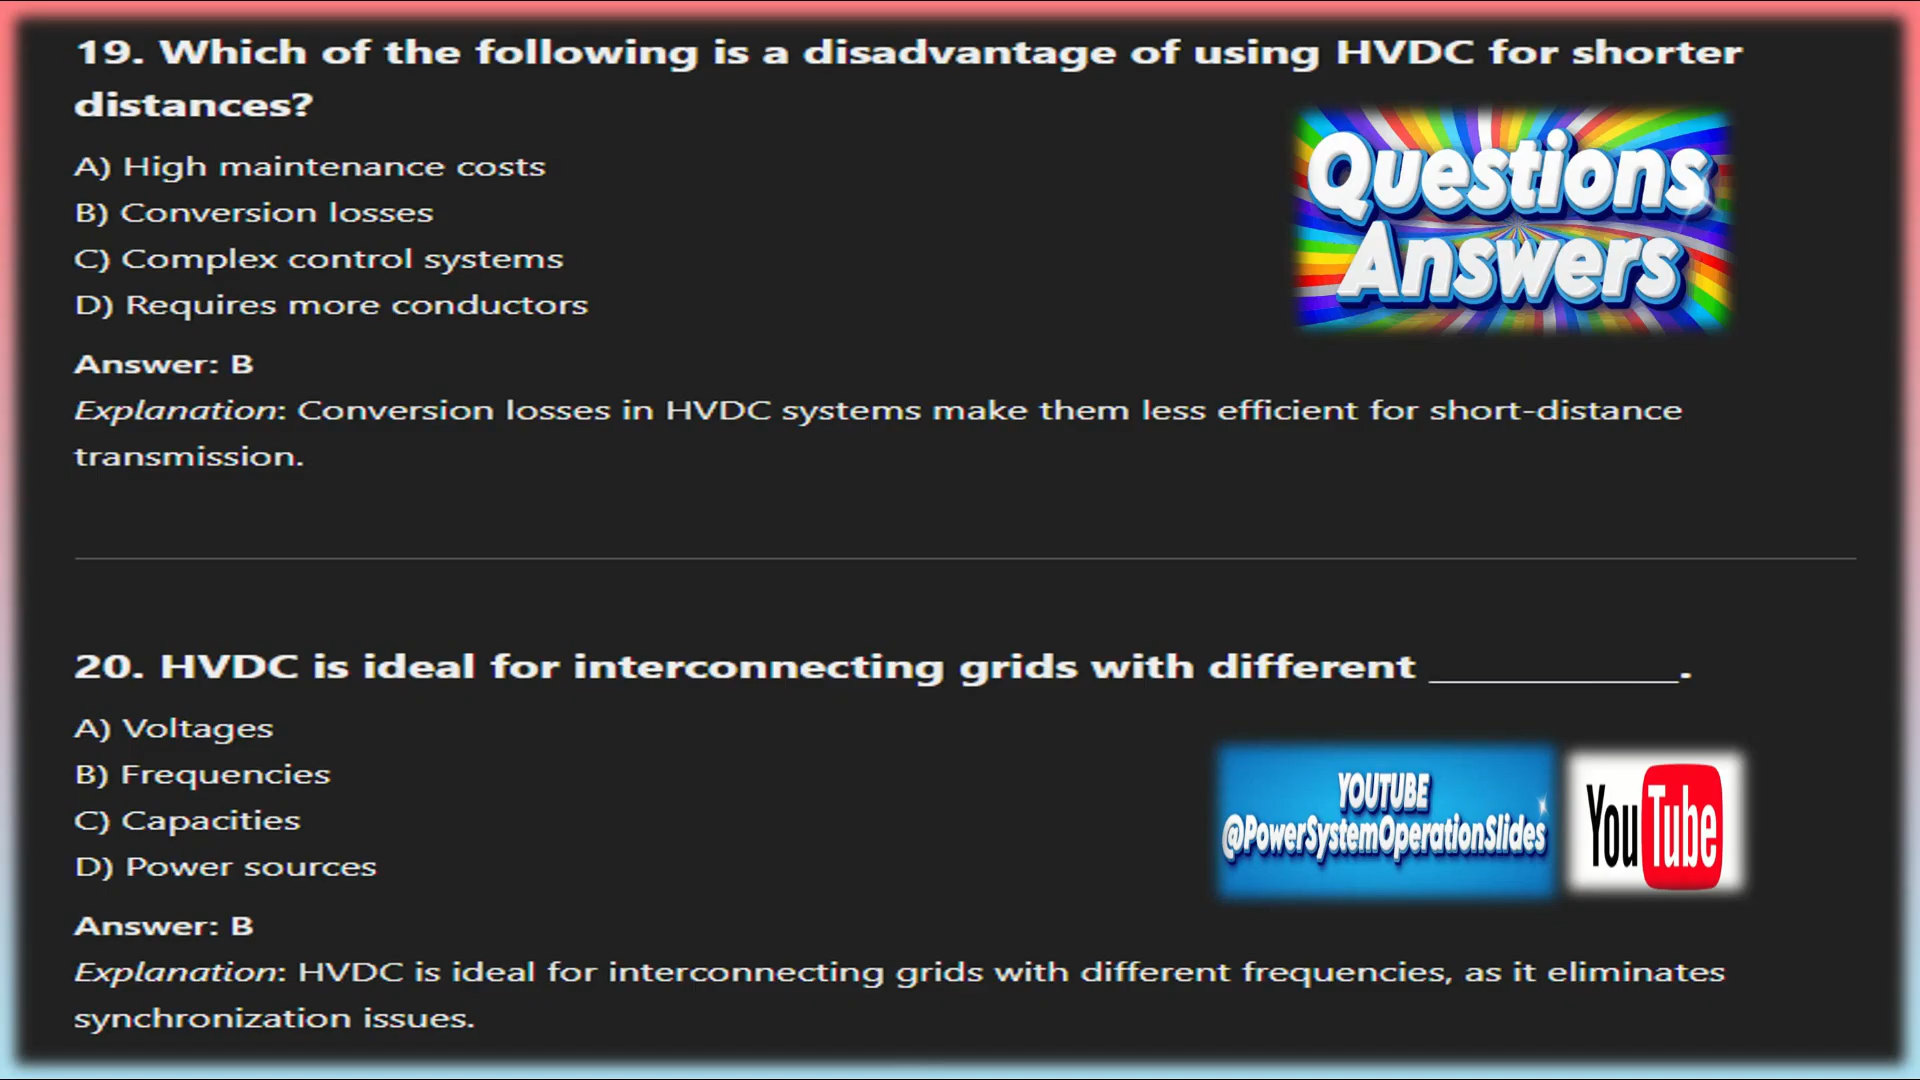 19. Which of the following is a disadvantage of using HVDC for shorter
distances?
A) High maintenance costs
B) Conversion losses
C) Complex control systems
D) Requires more conductors
Questions
Answers
Answer: B
Explanation: Conversion losses in HVDC systems make them less efficient for short-distance
transmission.
20. HVDC is ideal for interconnecting grids with different ____________.
A) Voltages
B) Frequencies
C) Capacities
D) Power sources
YOUTUBE
@PowerSystemOperationSlides
YouTube
Answer: B
Explanation: HVDC is ideal for interconnecting grids with different frequencies, as it eliminates
synchronization issues.